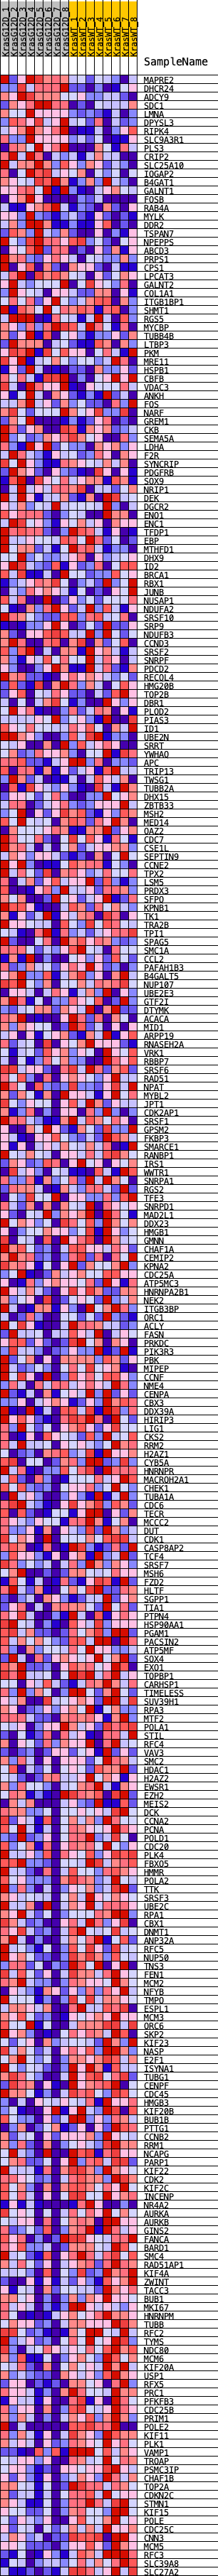 KrasG12D_1
KrasG12D_2
KrasG12D_3
KrasG12D_4
KrasG12D_5
KrasG12D_6
KrasG12D_7
KrasG12D_8
KrasWT_1
KrasWT_2
KrasWT_3
KrasWT_4
KrasWT_5
KrasWT_6
KrasWT_7
KrasWT_8
SampleName
MAPRE2
DHCR24
ADCY9
SDC1
LMNA
DPYSL3
RIPK4
SLC9A3R1
PLS3
CRIP2
SLC25A10
IQGAP2
B4GAT1
GALNT1
FOSB
RAB4A
MYLK
DDR2
TSPAN7
NPEPPS
ABCD3
PRPS1
CPS1
LPCAT3
GALNT2
COL1A1
ITGB1BP1
SHMT1
RGS5
MYCBP
TUBB4B
LTBP3
PKM
MRE11
HSPB1
CBFB
VDAC3
ANKH
FOS
NARF
GREM1
CKB
SEMA5A
LDHA
F2R
SYNCRIP
PDGFRB
SOX9
NRIP1
DEK
DGCR2
ENO1
ENC1
TFDP1
EBP
MTHFD1
DHX9
ID2
BRCA1
RBX1
JUNB
NUSAP1
NDUFA2
SRSF10
SRP9
NDUFB3
CCND3
SRSF2
SNRPF
PDCD2
RECQL4
HMG20B
TOP2B
DBR1
PLOD2
PIAS3
ID1
UBE2N
SRRT
YWHAQ
APC
TRIP13
TWSG1
TUBB2A
DHX15
ZBTB33
MSH2
MED14
OAZ2
CDC7
CSE1L
SEPTIN9
CCNE2
TPX2
LSM5
PRDX3
SFPQ
KPNB1
TK1
TRA2B
TPI1
SPAG5
SMC1A
CCL2
PAFAH1B3
B4GALT5
NUP107
UBE2E3
GTF2I
DTYMK
ACACA
MID1
ARPP19
RNASEH2A
VRK1
RBBP7
SRSF6
RAD51
NPAT
MYBL2
JPT1
CDK2AP1
SRSF1
GPSM2
FKBP3
SMARCE1
RANBP1
IRS1
WWTR1
SNRPA1
RGS2
TFE3
SNRPD1
MAD2L1
DDX23
HMGB1
GMNN
CHAF1A
CEMIP2
KPNA2
CDC25A
ATP5MC3
HNRNPA2B1
NEK2
ITGB3BP
ORC1
ACLY
FASN
PRKDC
PIK3R3
PBK
MIPEP
CCNF
NME4
CENPA
CBX3
DDX39A
HIRIP3
LIG1
CKS2
RRM2
H2AZ1
CYB5A
HNRNPR
MACROH2A1
CHEK1
TUBA1A
CDC6
TECR
MCCC2
DUT
CDK1
CASP8AP2
TCF4
SRSF7
MSH6
FZD2
HLTF
SGPP1
TIA1
PTPN4
HSP90AA1
PGAM1
PACSIN2
ATP5MF
SOX4
EXO1
TOPBP1
CARHSP1
TIMELESS
SUV39H1
RPA3
MTF2
POLA1
STIL
RFC4
VAV3
SMC2
HDAC1
H2AZ2
EWSR1
EZH2
MEIS2
DCK
CCNA2
PCNA
POLD1
CDC20
PLK4
FBXO5
HMMR
POLA2
TTK
SRSF3
UBE2C
RPA1
CBX1
DNMT1
ANP32A
RFC5
NUP50
TNS3
FEN1
MCM2
NFYB
TMPO
ESPL1
MCM3
ORC6
SKP2
KIF23
NASP
E2F1
ISYNA1
TUBG1
CENPF
CDC45
HMGB3
KIF20B
BUB1B
PTTG1
CCNB2
RRM1
NCAPG
PARP1
KIF22
CDK2
KIF2C
INCENP
NR4A2
AURKA
AURKB
GINS2
FANCA
BARD1
SMC4
RAD51AP1
KIF4A
ZWINT
TACC3
BUB1
MKI67
HNRNPM
TUBB
RFC2
TYMS
NDC80
MCM6
KIF20A
USP1
RFX5
PRC1
PFKFB3
CDC25B
PRIM1
POLE2
KIF11
PLK1
VAMP1
TROAP
PSMC3IP
CHAF1B
TOP2A
CDKN2C
STMN1
KIF15
POLE
CDC25C
CNN3
MCM5
RFC3
SLC39A8
SLC27A2